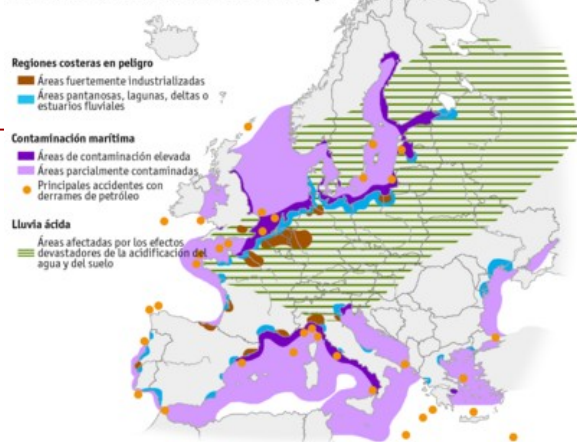 Regiones costeras en peligro
Áreas fuertemente industrializadas
Áreas pantanosas, lagunas, deltas o
estuarios fluviales
Contaminación marítima
Áreas de contaminación elevada
Áreas parcialmente contaminadas
Principales accidentes con
derrames de petróleo
Lluvia ácida
Áreas afectadas por los efectos
devastadores de la acidificación del
agua y del suelo